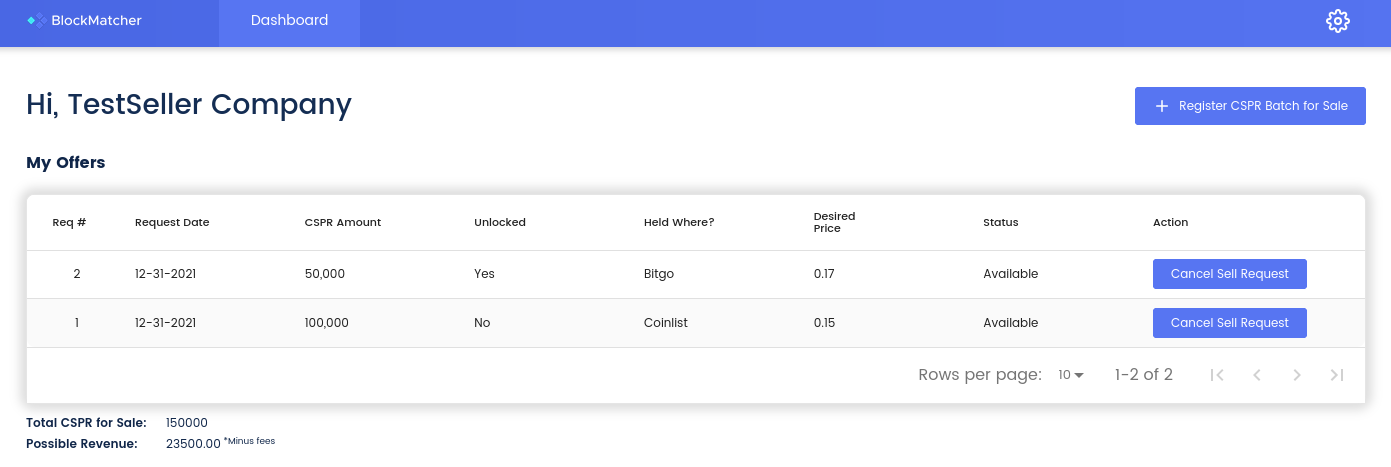 BlockMatcher Dashboard
Hi, TestSeller Company
+ Register CSPR Batch for Sale
My Offers
Req # Request Date CSPR Amount Unlocked Held Where? Desired Price Status Action
2 12-31-2021 50,000 Yes Bitgo 0.17 Available Cancel Sell Request
1 12-31-2021 100,000 No Coinlist 0.15 Available Cancel Sell Request
Rows per page: 10 1-2 of 2
Total CSPR for Sale: 150000
Possible Revenue: 23500.00 *Minus fees